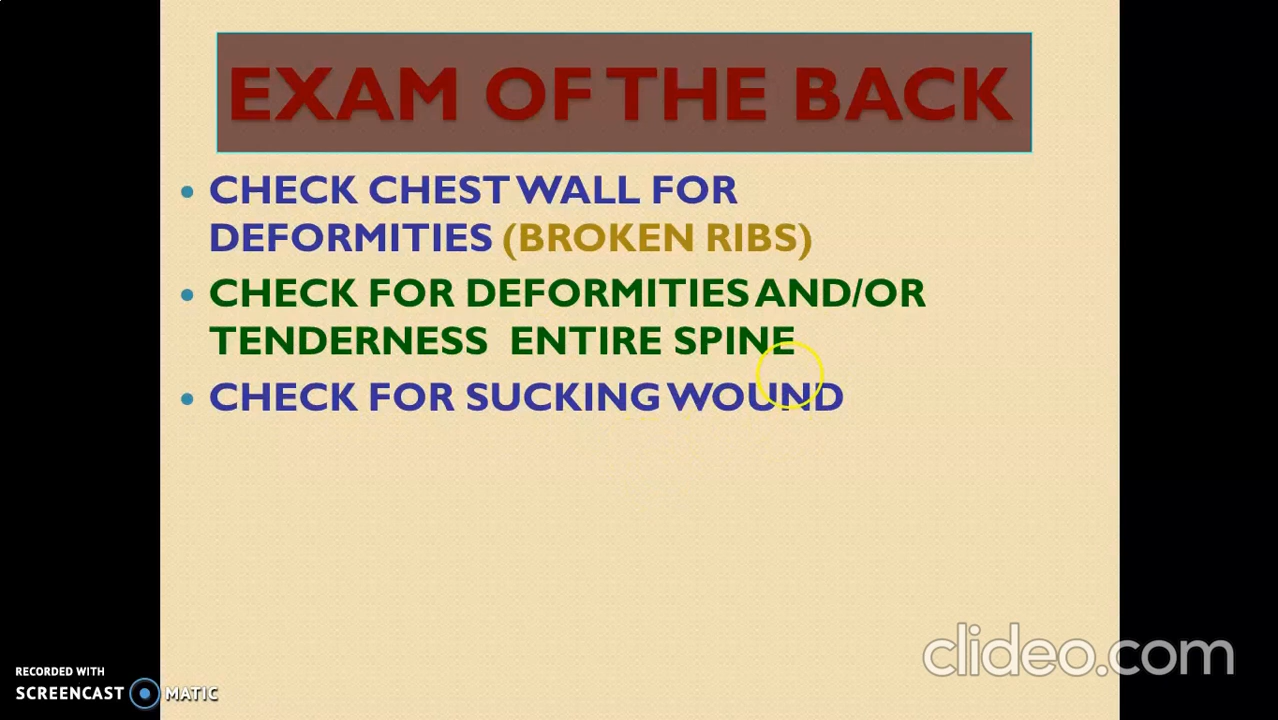 EXAM OF THE BACK
• CHECK CHEST WALL FOR
DEFORMITIES (BROKEN RIBS)
• CHECK FOR DEFORMITIES AND/OR
TENDERNESS ENTIRE SPINE
• CHECK FOR SUCKING WOUND
clideo.com
RECORDED WITH
SCREENCAST MATIC